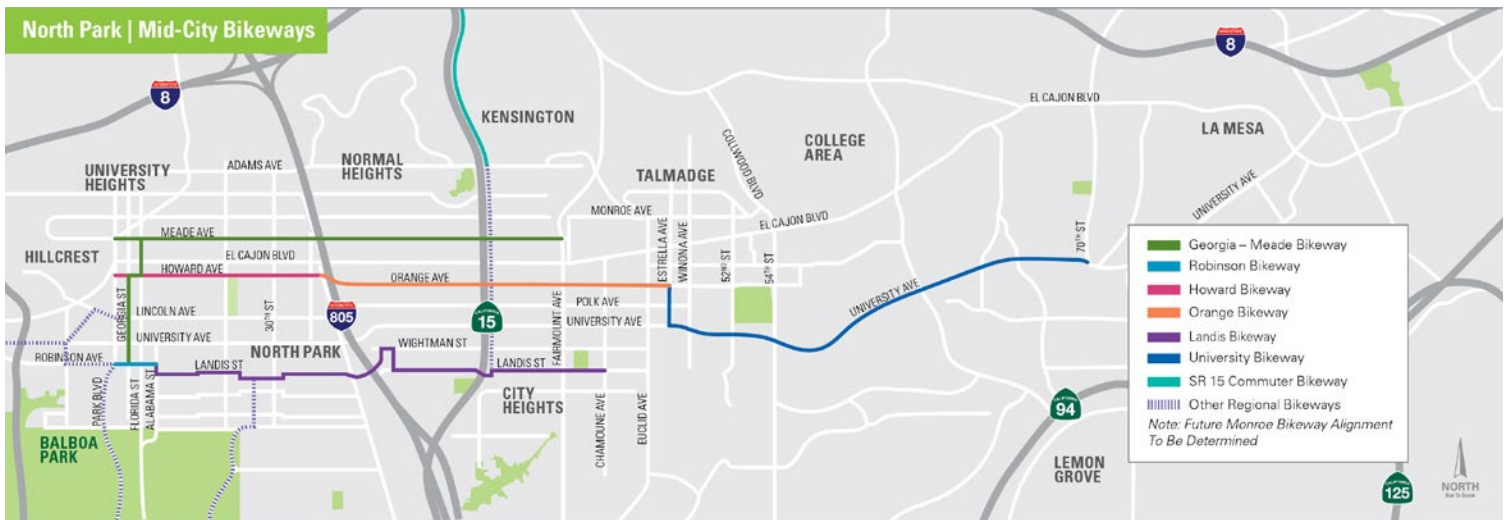 North Park | Mid-City Bikeways
8
8
EL CAJON BLVD
KENSINGTON
LA MESA
COLLWOOD BLVD
COLLEGE
AREA
UNIVERSITY
HEIGHTS
ADAMS AVE
NORMAL
HEIGHTS
TALMADGE
MONROE AVE
EL CAJON BLVD
UNIVERSITY AVE
MEADE AVE
HILLCREST
EL CAJON BLVD
HOWARD AVE
ORANGE AVE
ESTRELLA AVE
WINONA AVE
52ND ST
54TH ST
70TH ST
GEORGIA ST
LINCOLN AVE
30TH ST
805
CALIFORNIA
15
FAIRMOUNT AVE
POLK AVE
UNIVERSITY AVE
UNIVERSITY AVE
UNIVERSITY AVE
NORTH PARK
WIGHTMAN ST
ROBINSON AVE
LANDIS ST
LANDIS ST
PARK BLVD
FLORIDA ST
ALABAMA ST
CITY
HEIGHTS
CHAMOUNE AVE
EUCLID AVE
BALBOA
PARK
CALIFORNIA
94
LEMON
GROVE
CALIFORNIA
125
Georgia – Meade Bikeway
Robinson Bikeway
Howard Bikeway
Orange Bikeway
Landis Bikeway
University Bikeway
SR 15 Commuter Bikeway
Other Regional Bikeways
Note: Future Monroe Bikeway Alignment
To Be Determined
NORTH
Not To Scale